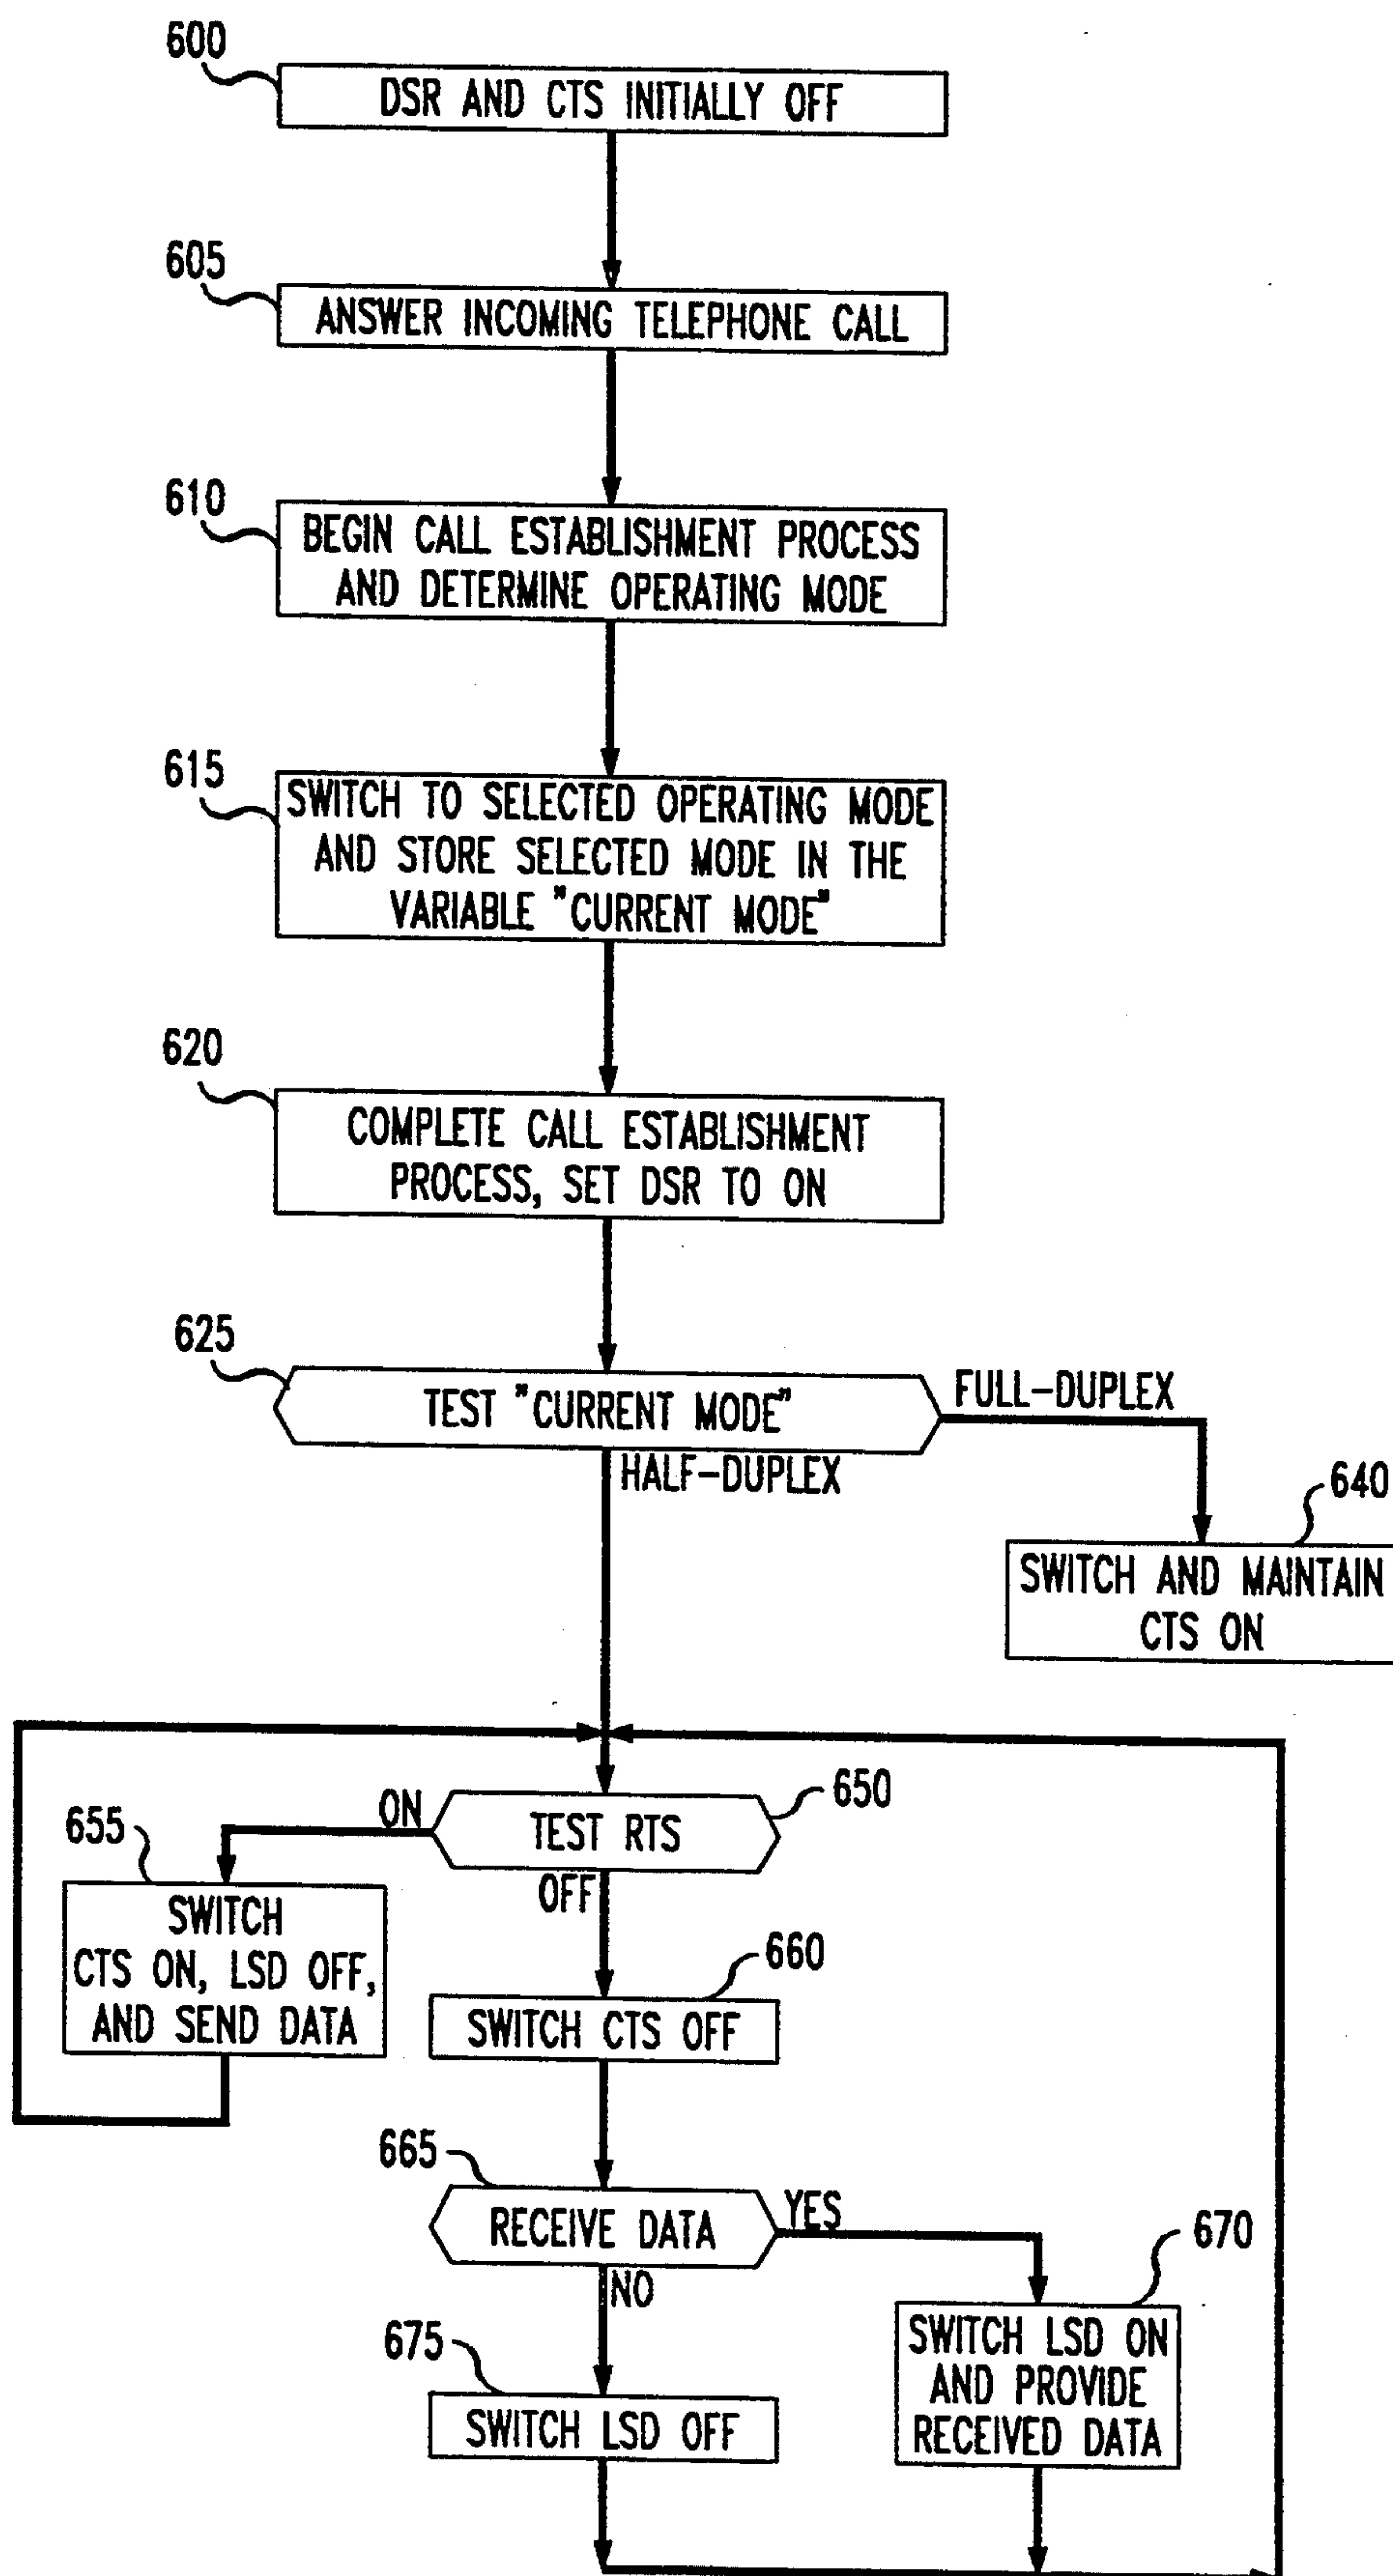 600
DSR AND CTS INITIALLY OFF
605
ANSWER INCOMING TELEPHONE CALL
610
BEGIN CALL ESTABLISHMENT PROCESS
AND DETERMINE OPERATING MODE
615
SWITCH TO SELECTED OPERATING MODE
AND STORE SELECTED MODE IN THE
VARIABLE "CURRENT MODE"
620
COMPLETE CALL ESTABLISHMENT
PROCESS, SET DSR TO ON
625
TEST "CURRENT MODE"
FULL-DUPLEX
HALF-DUPLEX
640
SWITCH AND MAINTAIN
CTS ON
650
TEST RTS
ON
OFF
655
SWITCH
CTS ON, LSD OFF,
AND SEND DATA
660
SWITCH CTS OFF
665
RECEIVE DATA
YES
NO
670
SWITCH LSD ON
AND PROVIDE
RECEIVED DATA
675
SWITCH LSD OFF